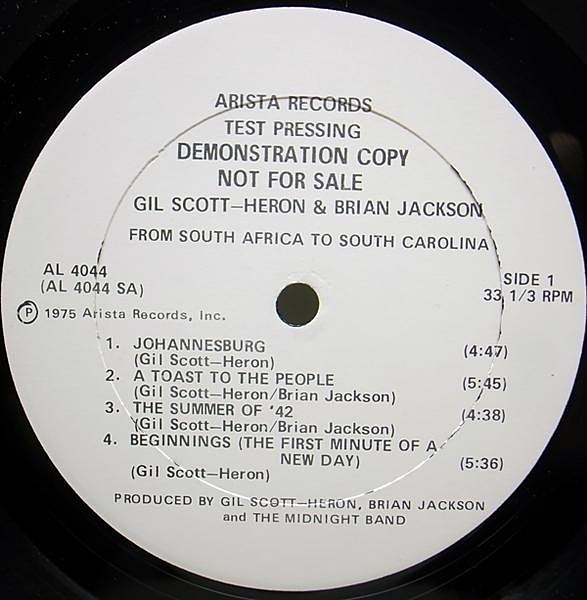 ARISTA RECORDS
TEST PRESSING
DEMONSTRATION COPY
NOT FOR SALE
GIL SCOTT–HERON & BRIAN JACKSON
FROM SOUTH AFRICA TO SOUTH CAROLINA
AL 4044
(AL 4044 SA)
SIDE 1
33 1/3 RPM
℗ 1975 Arista Records, Inc.
1. JOHANNESBURG (4:47)
(Gil Scott–Heron)
2. A TOAST TO THE PEOPLE (5:45)
(Gil Scott–Heron/Brian Jackson)
3. THE SUMMER OF '42 (4:38)
(Gil Scott–Heron/Brian Jackson)
4. BEGINNINGS (THE FIRST MINUTE OF A
NEW DAY) (5:36)
(Gil Scott–Heron)
PRODUCED BY GIL SCOTT–HERON, BRIAN JACKSON
and THE MIDNIGHT BAND